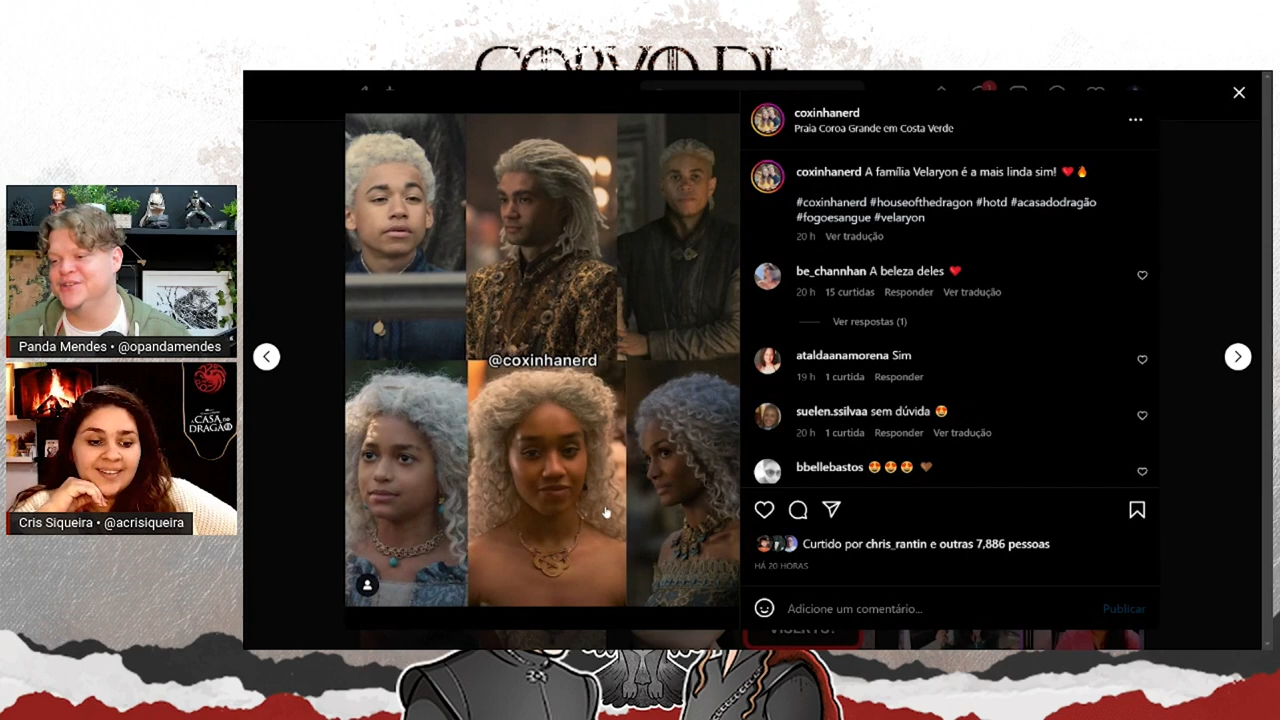 CORVO DE
coxinhanerd
Praia Coroa Grande em Costa Verde
coxinhanerd A família Velaryon é a mais linda sim! ❤️🔥
#coxinhanerd #houseofthedragon #hotd #acasadodragão
#fogoesangue #velaryon
20 h Ver tradução
be_channhan A beleza deles ❤️
20 h 15 curtidas Responder Ver tradução
Ver respostas (1)
@coxinhanerd
ataldaanamorena Sim
19 h 1 curtida Responder
suelen.ssilvaa sem dúvida 😍
20 h 1 curtida Responder Ver tradução
bbellebastos 😍😍😍🤎
Curtido por chris_rantin e outras 7,886 pessoas
HÁ 20 HORAS
Adicione um comentário...
Publicar
Panda Mendes • @opandamendes
A CASA DO
DRAGÃO
Cris Siqueira • @acrisiqueira